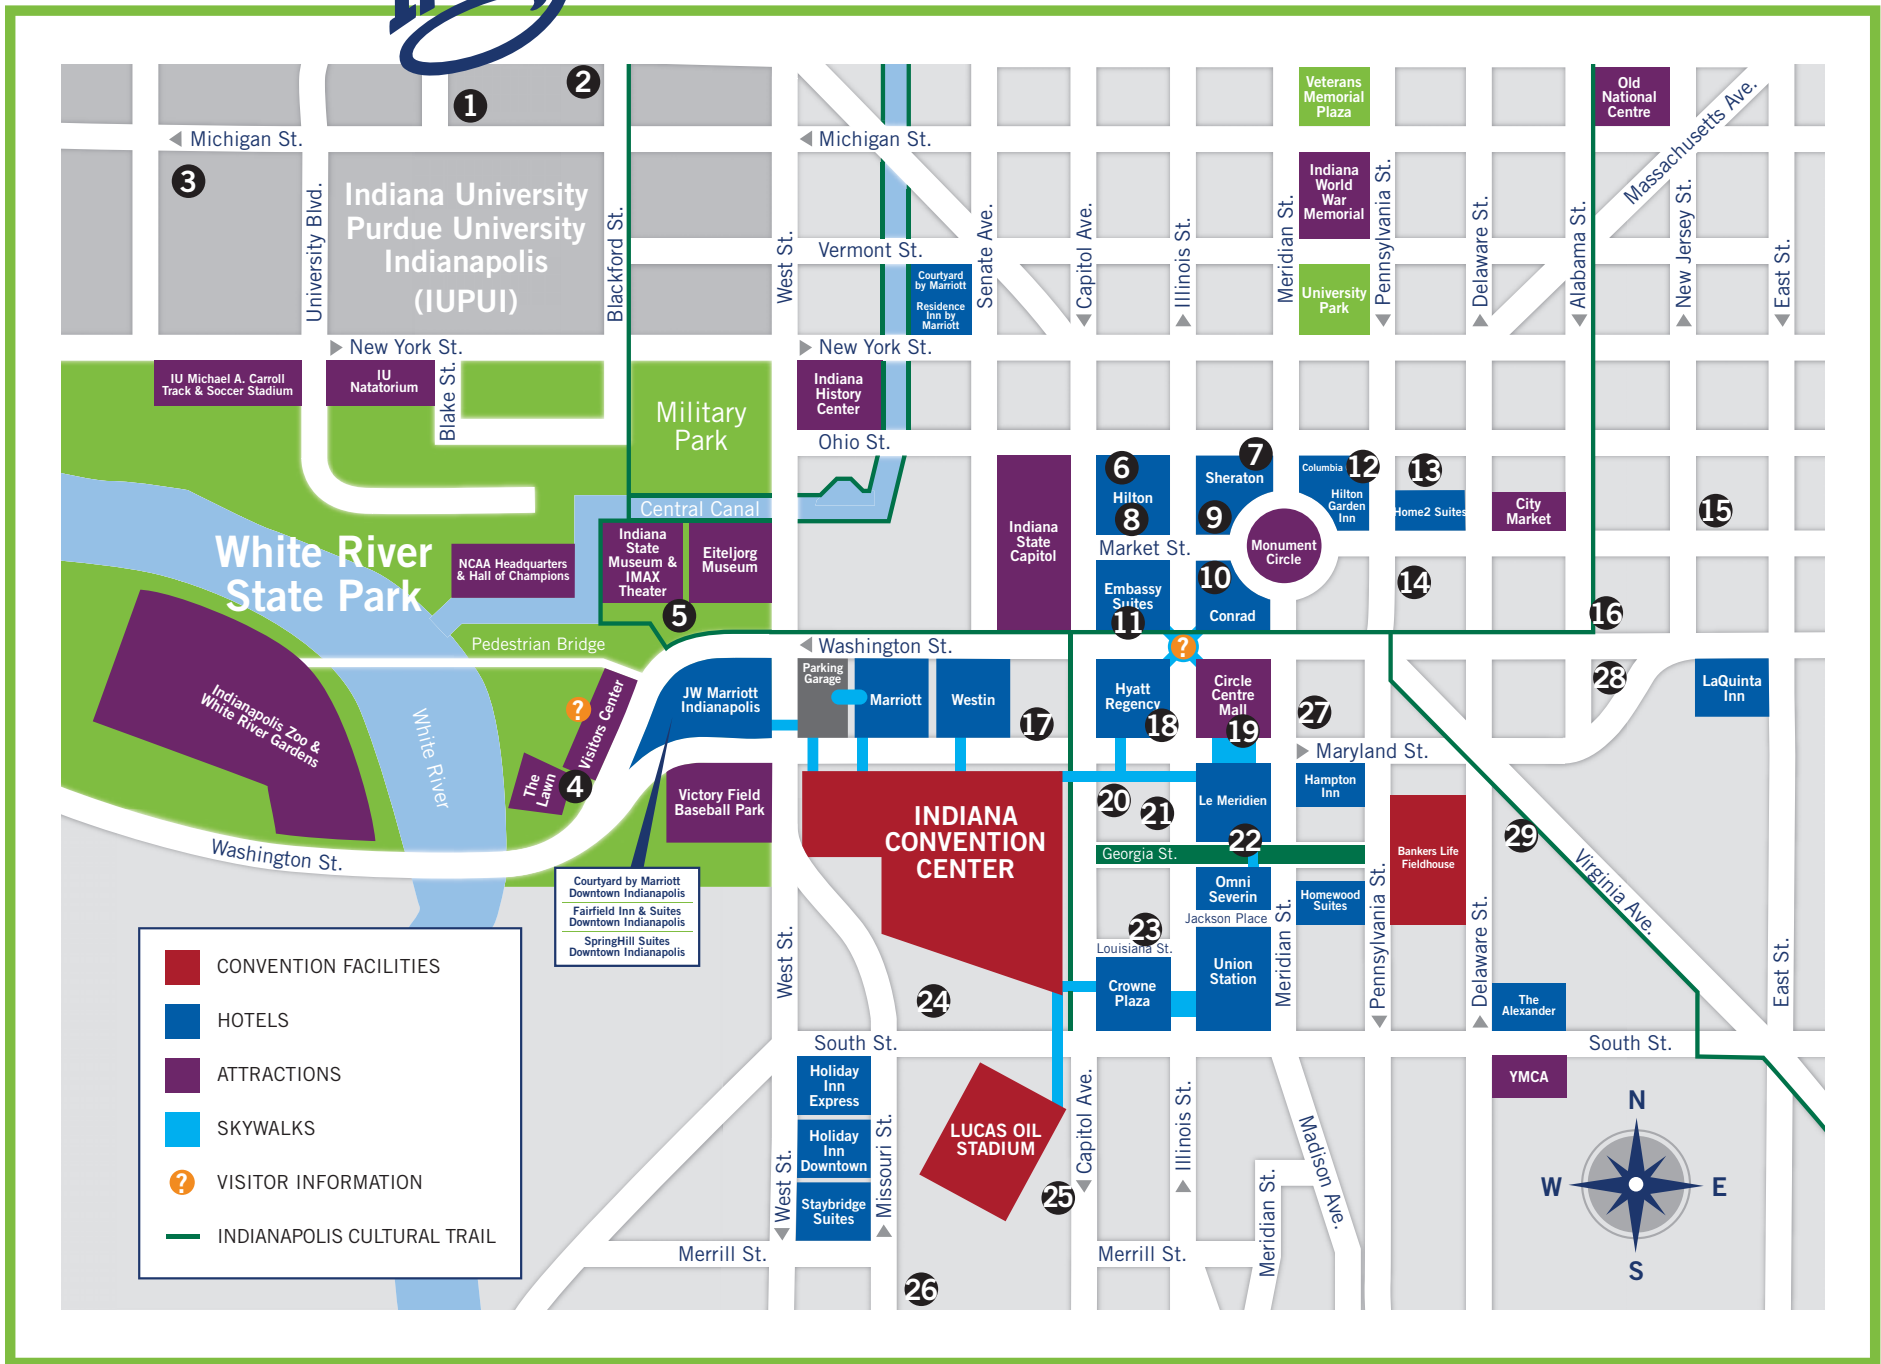 1
2
Veterans
Memorial
Plaza
Old
National
Centre
Massachusetts Ave.
Michigan St.
Michigan St.
3
Indiana University
Purdue University
Indianapolis
(IUPUI)
University Blvd.
Blackford St.
West St.
Vermont St.
Senate Ave.
Capitol Ave.
Illinois St.
Meridian St.
Indiana
World
War
Memorial
Pennsylvania St.
Delaware St.
Alabama St.
New Jersey St.
East St.
Courtyard
by Marriott
Residence
Inn by
Marriott
University
Park
New York St.
New York St.
IU Michael A. Carroll
Track & Soccer Stadium
IU
Natatorium
Blake St.
Military
Park
Indiana
History
Center
Ohio St.
6
Hilton
8
7
Sheraton
9
Columbia
12
Hilton
Garden
Inn
13
Home2 Suites
City
Market
15
Central Canal
Indiana
State
Capitol
Market St.
Monument
Circle
White River
State Park
NCAA Headquarters
& Hall of Champions
Indiana
State
Museum &
IMAX
Theater
Eiteljorg
Museum
5
Embassy
Suites
11
10
Conrad
14
16
Pedestrian Bridge
Washington St.
?
Indianapolis Zoo &
White River Gardens
White River
?
Visitors Center
The
Lawn
4
JW Marriott
Indianapolis
Parking
Garage
Marriott
Westin
17
Hyatt
Regency
18
Circle
Centre
Mall
19
27
28
LaQuinta
Inn
Maryland St.
Victory Field
Baseball Park
INDIANA
CONVENTION
CENTER
20
21
Le Meridien
22
Hampton
Inn
Georgia St.
Bankers Life
Fieldhouse
29
Virginia Ave.
Washington St.
Courtyard by Marriott
Downtown Indianapolis
Fairfield Inn & Suites
Downtown Indianapolis
SpringHill Suites
Downtown Indianapolis
Omni
Severin
Homewood
Suites
Jackson Place
23
Louisiana St.
Crowne
Plaza
Union
Station
Meridian St.
Pennsylvania St.
Delaware St.
The
Alexander
East St.
West St.
24
South St.
South St.
CONVENTION FACILITIES
HOTELS
ATTRACTIONS
SKYWALKS
?
VISITOR INFORMATION
INDIANAPOLIS CULTURAL TRAIL
Holiday
Inn
Express
Holiday
Inn
Downtown
Staybridge
Suites
West St.
Missouri St.
LUCAS OIL
STADIUM
25
Capitol Ave.
Illinois St.
Meridian St.
Madison Ave.
YMCA
Merrill St.
Merrill St.
26
N
W
E
S